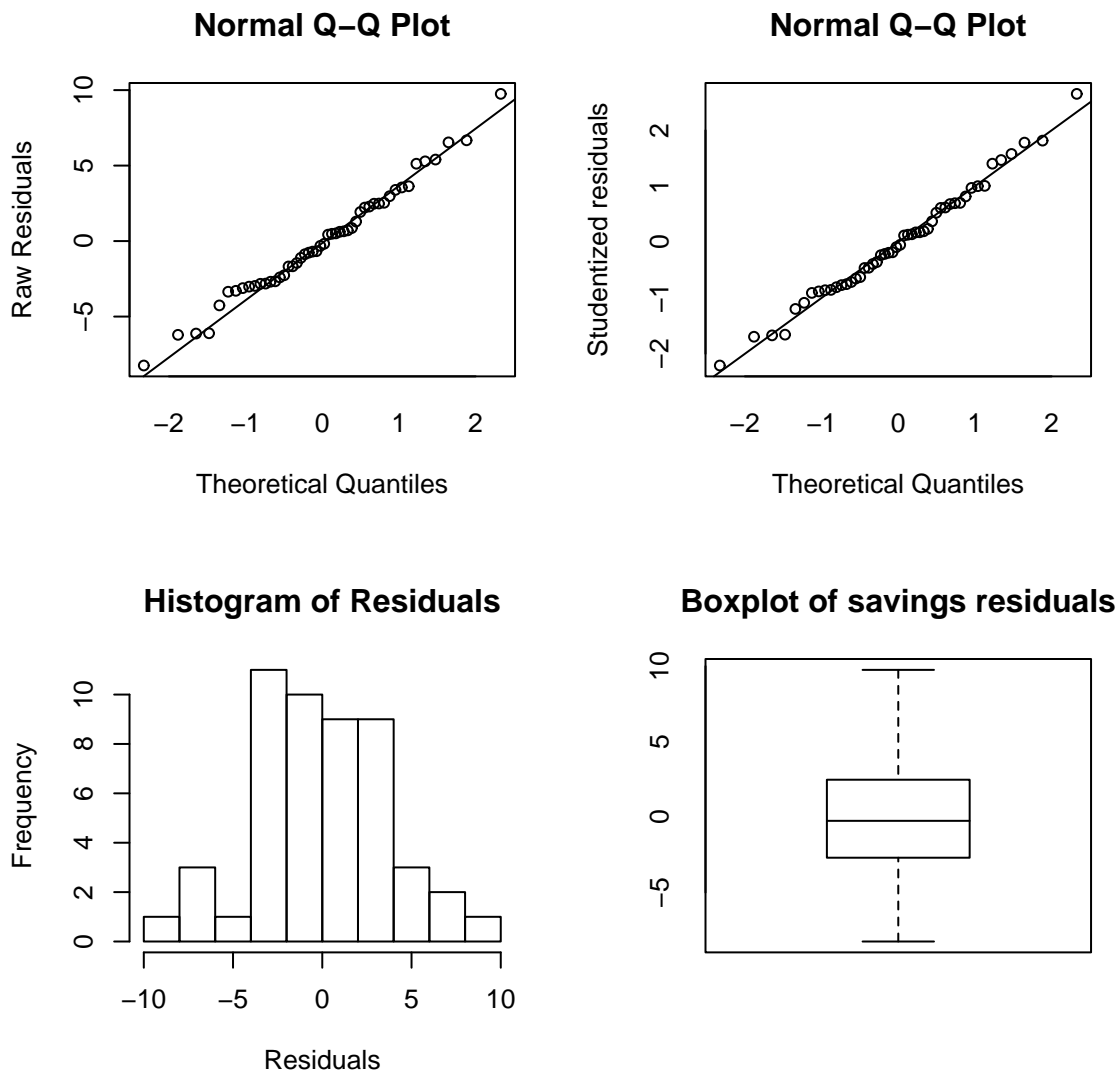 Normal Q−Q Plot
Raw Residuals
10
5
0
−5
−2 −1 0 1 2
Theoretical Quantiles
Normal Q−Q Plot
Studentized residuals
2
1
0
−1
−2
−2 −1 0 1 2
Theoretical Quantiles
Histogram of Residuals
Frequency
10
8
6
4
2
0
−10 −5 0 5 10
Residuals
Boxplot of savings residuals
10
5
0
−5